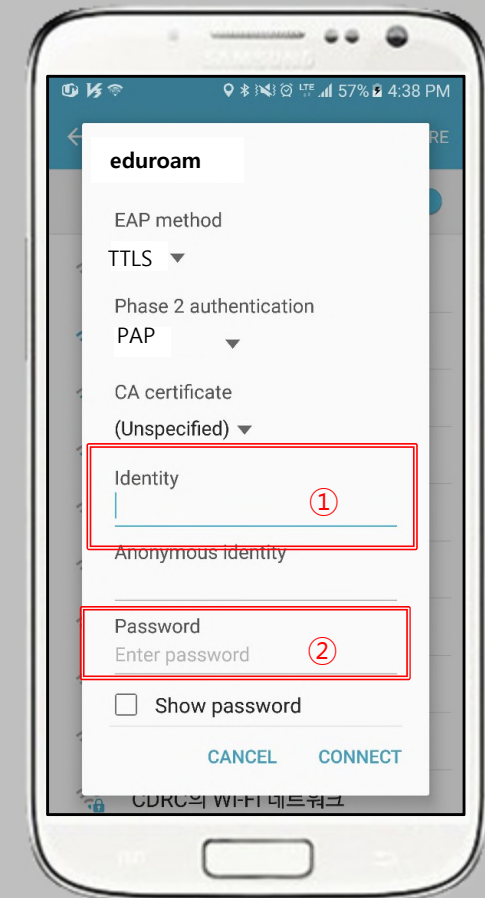 SAMSUNG
LTE 57% 4:38 PM
RE
eduroam
EAP method
TTLS
Phase 2 authentication
PAP
CA certificate
(Unspecified)
Identity
①
Anonymous identity
Password
Enter password
②
Show password
CANCEL CONNECT
CDRC의 WI-FI 네트워크